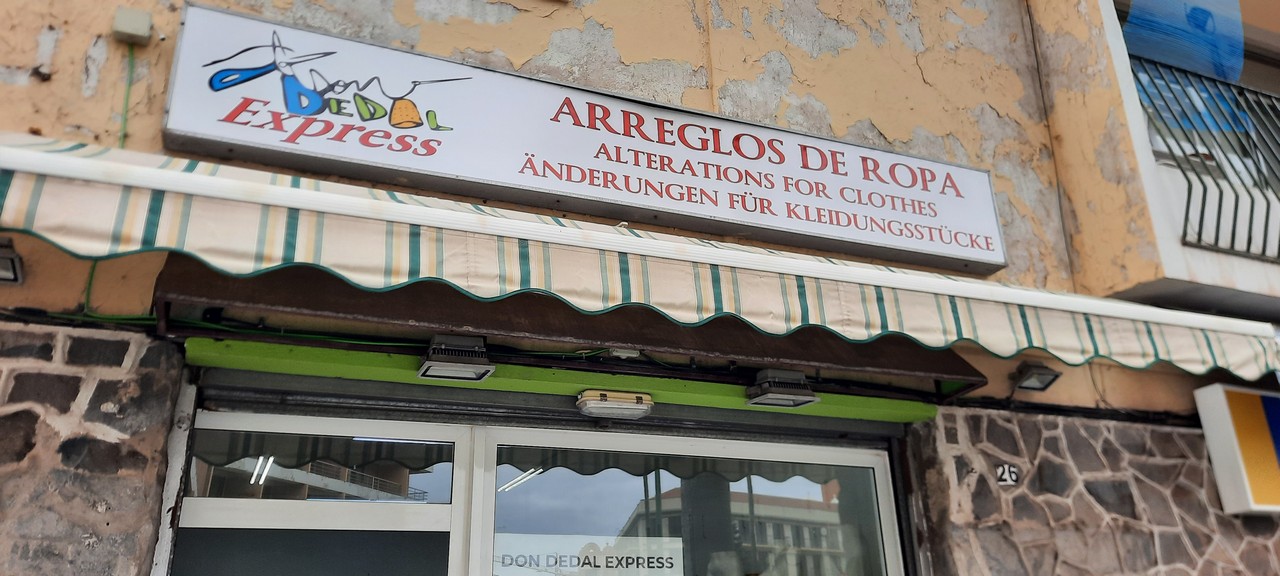 Don
DEDAL
Express
ARREGLOS DE ROPA
ALTERATIONS FOR CLOTHES
ÄNDERUNGEN FÜR KLEIDUNGSSTÜCKE
26
DON DEDAL EXPRESS